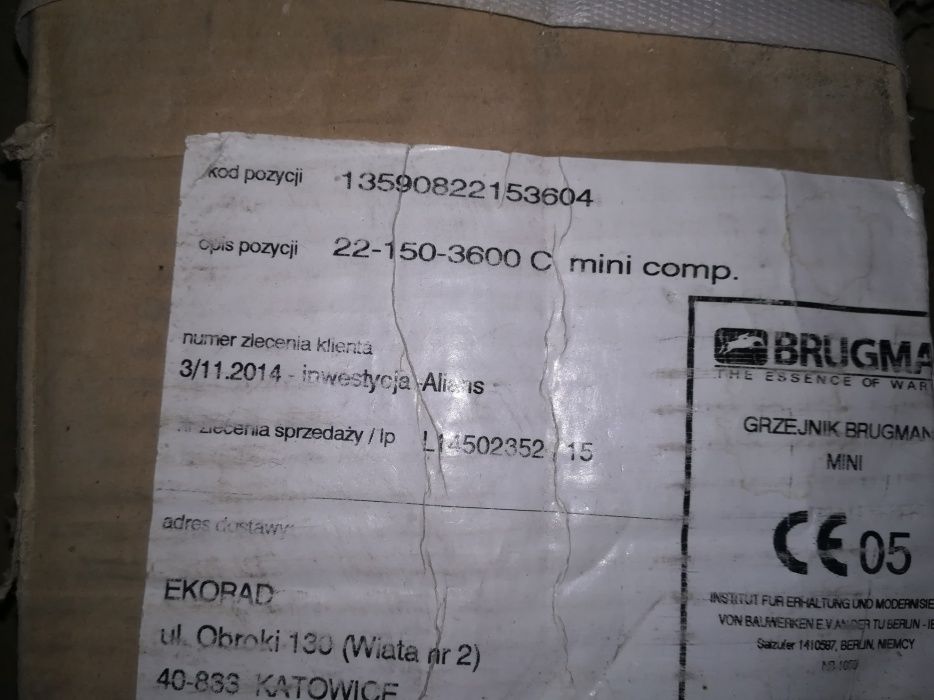 kod pozycji 13590822153604
opis pozycji 22-150-3600 C mini comp.
numer zlecenia klienta
3/11.2014 - inwestycja Alians
zlecenia sprzedaży / lp L14502352 / 15
adres dostawy:
EKORAD
ul. Obroki 130 (Wiata nr 2)
40-833 KATOWICE
BRUGMA
THE ESSENCE OF WAR
GRZEJNIK BRUGMAN
MINI
CE 05
INSTITUT FUR ERHALTUNG UND MODERNISIE
VON BAUWERKEN E.V. AN DER TU BERLIN - IE
Salzufer 1410587, BERLIN, NIEMCY